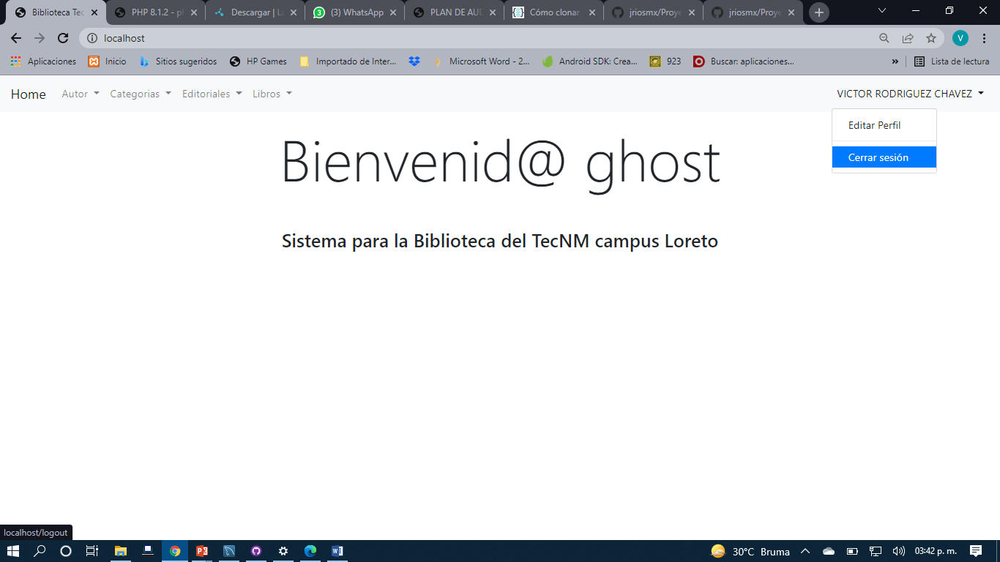 Biblioteca Tec
PHP 8.1.2 - p
Descargar | La
(3) WhatsApp
PLAN DE AUD
Cómo clonar
jriosmx/Proye
jriosmx/Proye
localhost
V
Aplicaciones
Inicio
Sitios sugeridos
HP Games
Importado de Inter...
Microsoft Word - 2...
Android SDK: Crea...
923
Buscar: aplicaciones...
»
Lista de lectura
Home Autor Categorias Editoriales Libros
VICTOR RODRIGUEZ CHAVEZ
Editar Perfil
Cerrar sesión
Bienvenid@ ghost
Sistema para la Biblioteca del TecNM campus Loreto
localhost/logout
30°C Bruma
03:42 p. m.